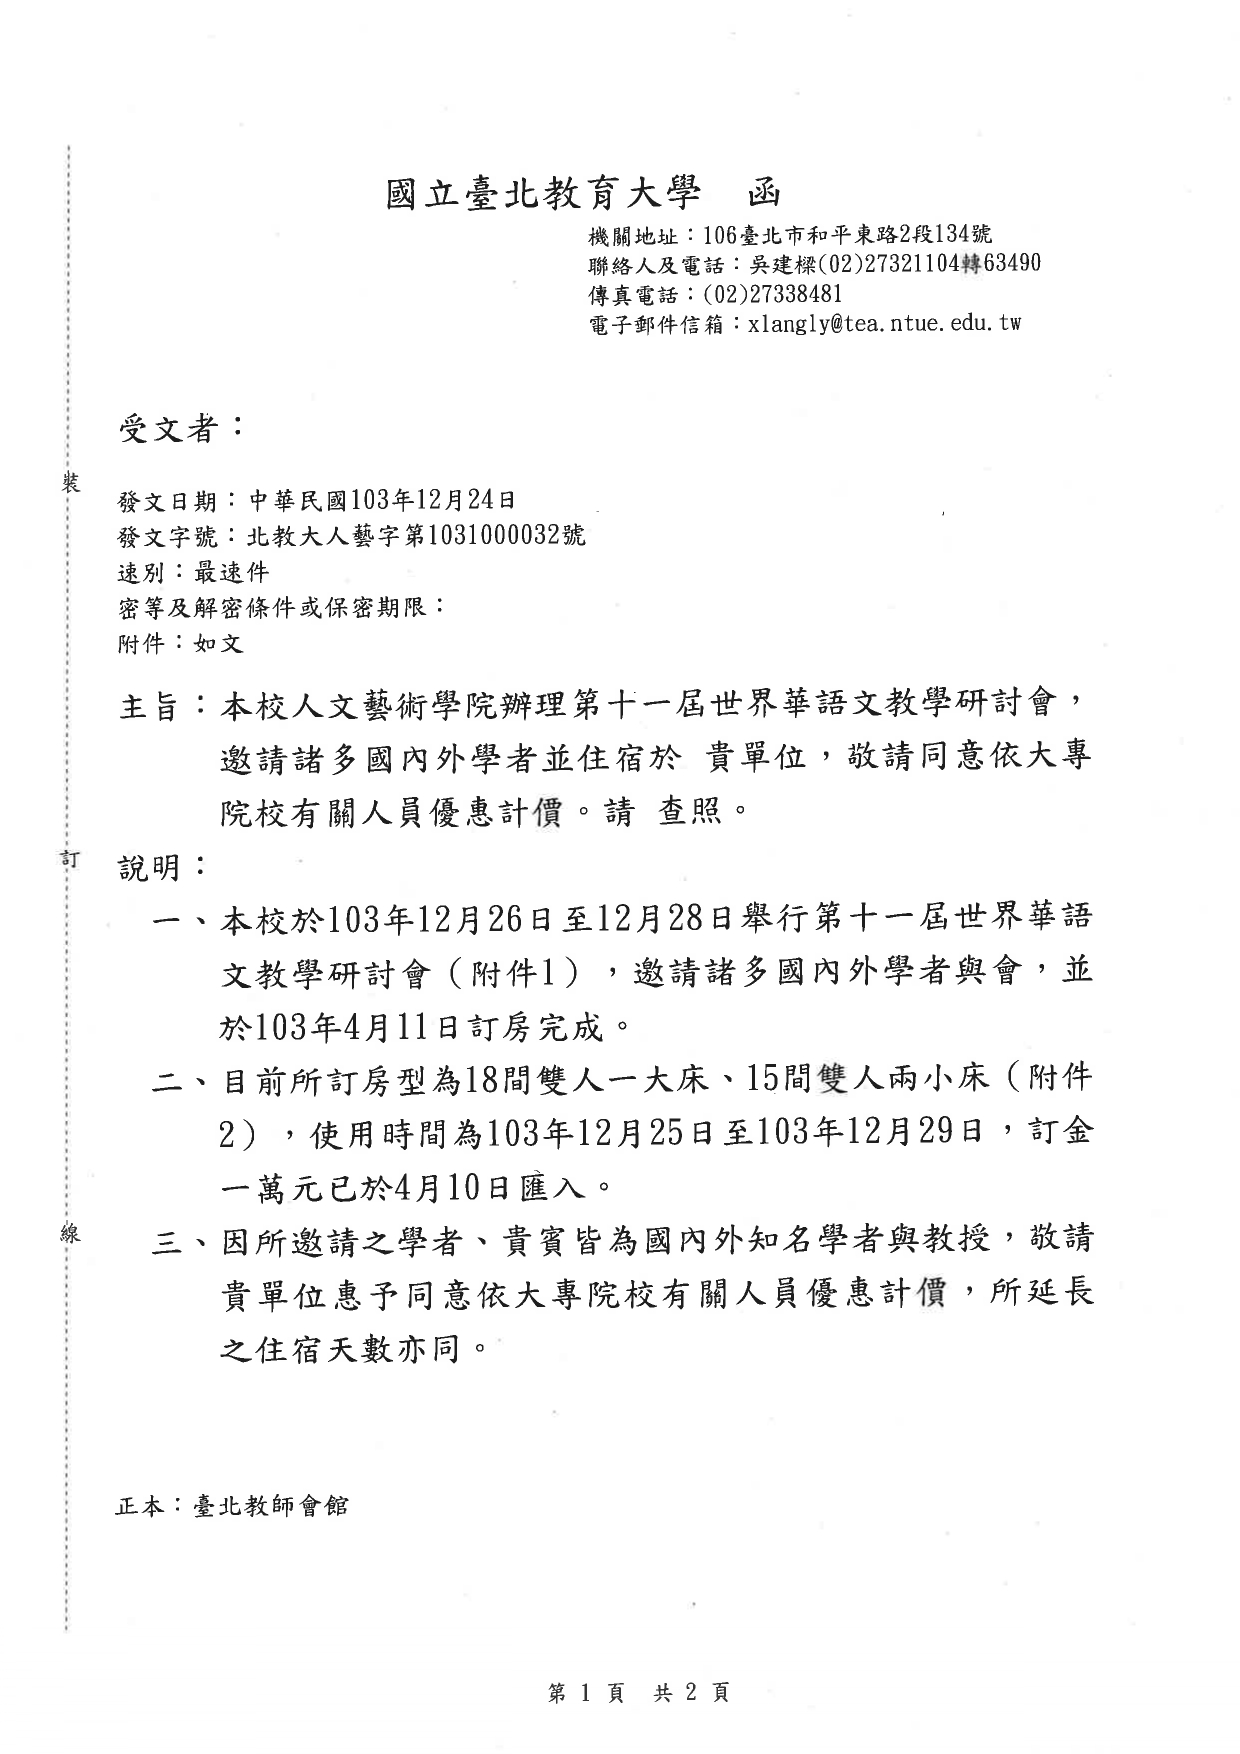 國立臺北教育大學　函
機關地址：106臺北市和平東路2段134號
聯絡人及電話：吳建樑(02)27321104轉63490
傳真電話：(02)27338481
電子郵件信箱：xlangly@tea.ntue.edu.tw
受文者：
發文日期：中華民國103年12月24日
發文字號：北教大人藝字第1031000032號
速別：最速件
密等及解密條件或保密期限：
附件：如文
主旨：本校人文藝術學院辦理第十一屆世界華語文教學研討會，
邀請諸多國內外學者並住宿於 貴單位，敬請同意依大專
院校有關人員優惠計價。請 查照。
說明：
一、本校於103年12月26日至12月28日舉行第十一屆世界華語
文教學研討會（附件1），邀請諸多國內外學者與會，並
於103年4月11日訂房完成。
二、目前所訂房型為18間雙人一大床、15間雙人兩小床（附件
2），使用時間為103年12月25日至103年12月29日，訂金
一萬元已於4月10日匯入。
三、因所邀請之學者、貴賓皆為國內外知名學者與教授，敬請
貴單位惠予同意依大專院校有關人員優惠計價，所延長
之住宿天數亦同。
正本：臺北教師會館
裝
訂
線
第 1 頁　共 2 頁